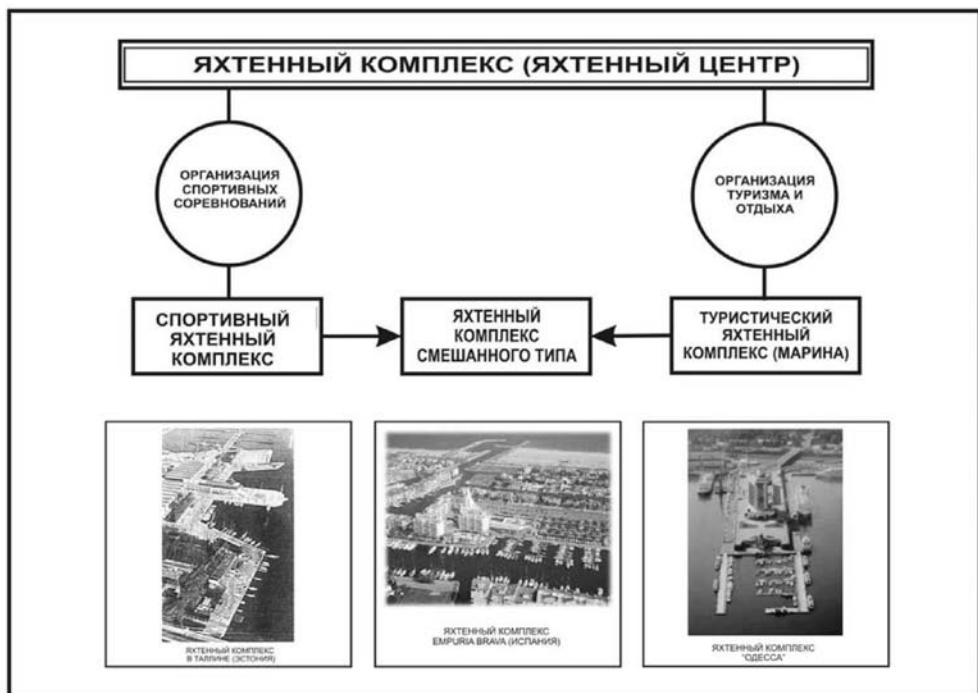 ЯХТЕННЫЙ КОМПЛЕКС (ЯХТЕННЫЙ ЦЕНТР)
ОРГАНИЗАЦИЯ
СПОРТИВНЫХ
СОРЕВНОВАНИЙ
ОРГАНИЗАЦИЯ
ТУРИЗМА И
ОТДЫХА
СПОРТИВНЫЙ
ЯХТЕННЫЙ
КОМПЛЕКС
ЯХТЕННЫЙ
КОМПЛЕКС
СМЕШАННОГО ТИПА
ТУРИСТИЧЕСКИЙ
ЯХТЕННЫЙ
КОМПЛЕКС (МАРИНА)
ЯХТЕННЫЙ КОМПЛЕКС
В ТАЛЛИНЕ (ЭСТОНИЯ)
ЯХТЕННЫЙ КОМПЛЕКС
EMPURIA BRAVA (ИСПАНИЯ)
ЯХТЕННЫЙ КОМПЛЕКС
"ОДЕССА"